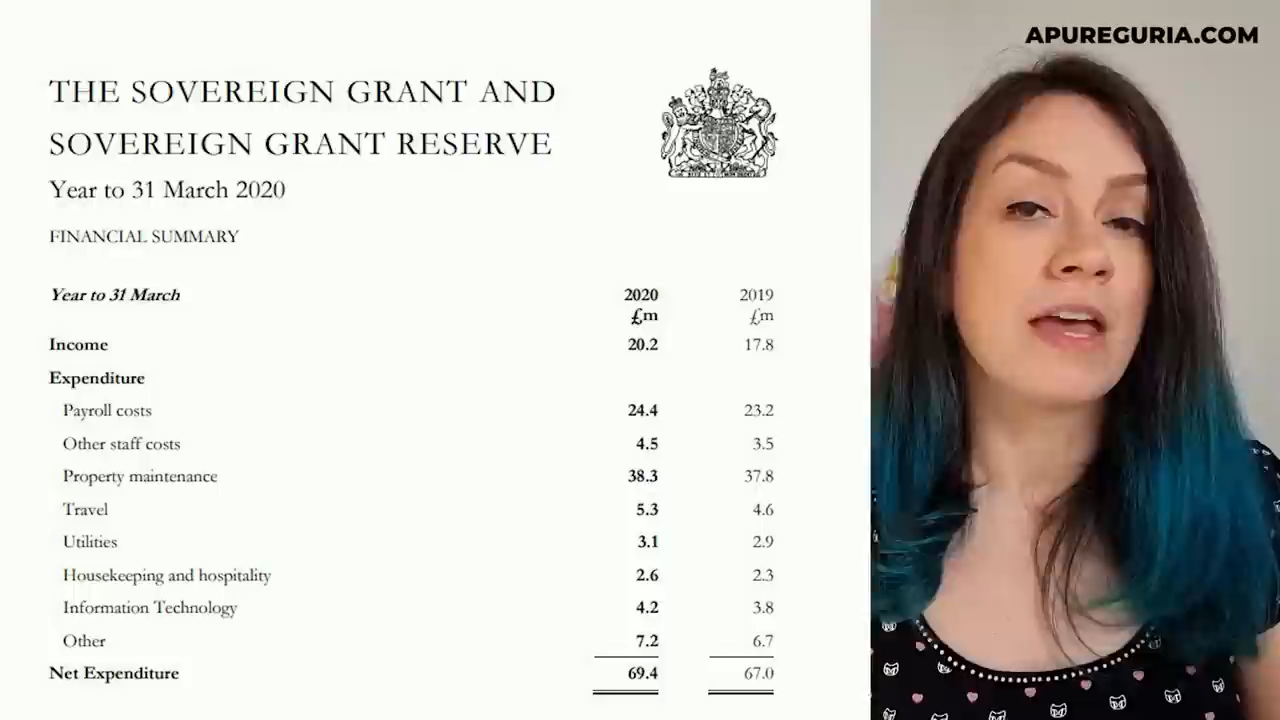 APUREGURIA.COM
THE SOVEREIGN GRANT AND
SOVEREIGN GRANT RESERVE
Year to 31 March 2020
FINANCIAL SUMMARY
Year to 31 March 2020 2019
£m £m
Income 20.2 17.8
Expenditure
Payroll costs 24.4 23.2
Other staff costs 4.5 3.5
Property maintenance 38.3 37.8
Travel 5.3 4.6
Utilities 3.1 2.9
Housekeeping and hospitality 2.6 2.3
Information Technology 4.2 3.8
Other 7.2 6.7
Net Expenditure 69.4 67.0